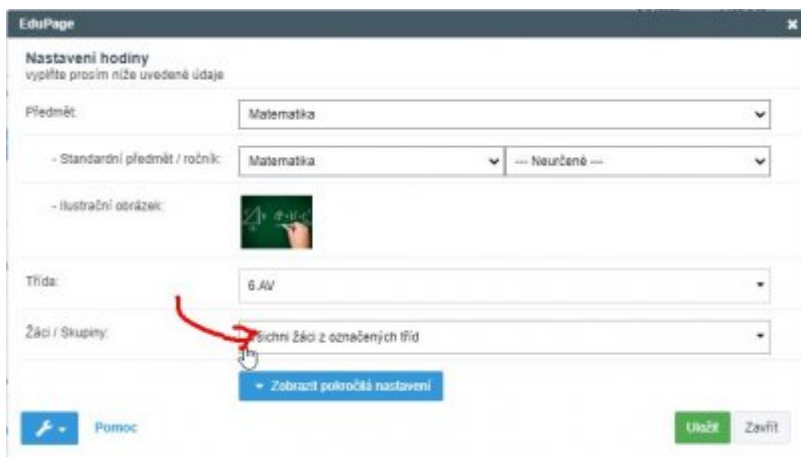 EduPage
Nastavení hodiny
vyplňte prosím níže uvedené údaje
Předmět:
Matematika
- Standardní předmět / ročník:
Matematika
--- Neurčené ---
- Ilustrační obrázek:
Třída:
6.AV
Žáci / Skupiny:
všichni žáci z označených tříd
Zobrazit pokročilá nastavení
Pomoc
Uložit
Zavřít